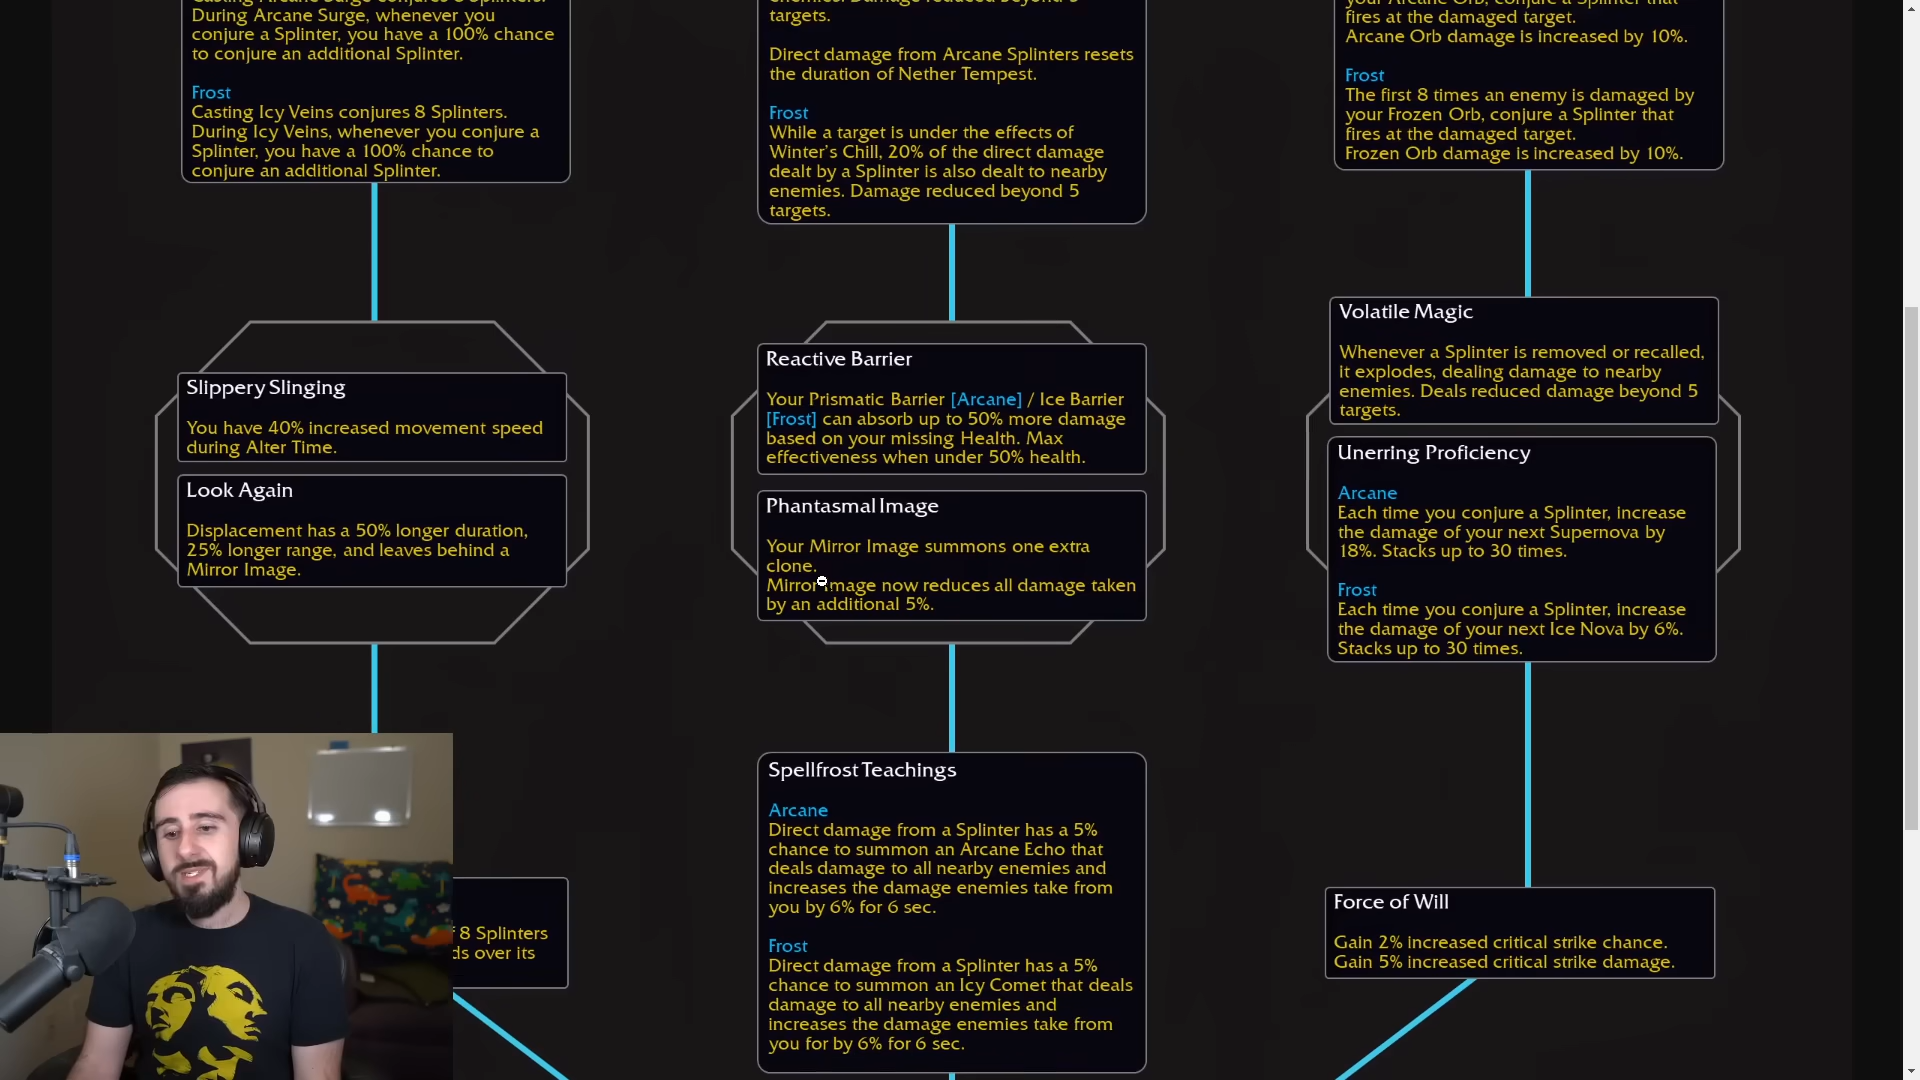 During Arcane Surge, whenever you
conjure a Splinter, you have a 100% chance
to conjure an additional Splinter.
Frost
Casting Icy Veins conjures 8 Splinters.
During Icy Veins, whenever you conjure a
Splinter, you have a 100% chance to
conjure an additional Splinter.
targets.
Direct damage from Arcane Splinters resets
the duration of Nether Tempest.
Frost
While a target is under the effects of
Winter's Chill, 20% of the direct damage
dealt by a Splinter is also dealt to nearby
enemies. Damage reduced beyond 5
targets.
your Arcane Orb, conjure a Splinter that
fires at the damaged target.
Arcane Orb damage is increased by 10%.
Frost
The first 8 times an enemy is damaged by
your Frozen Orb, conjure a Splinter that
fires at the damaged target.
Frozen Orb damage is increased by 10%.
Slippery Slinging
You have 40% increased movement speed
during Alter Time.
Look Again
Displacement has a 50% longer duration,
25% longer range, and leaves behind a
Mirror Image.
Reactive Barrier
Your Prismatic Barrier [Arcane] / Ice Barrier
[Frost] can absorb up to 50% more damage
based on your missing Health. Max
effectiveness when under 50% health.
Phantasmal Image
Your Mirror Image summons one extra
clone.
Mirror Image now reduces all damage taken
by an additional 5%.
Volatile Magic
Whenever a Splinter is removed or recalled,
it explodes, dealing damage to nearby
enemies. Deals reduced damage beyond 5
targets.
Unerring Proficiency
Arcane
Each time you conjure a Splinter, increase
the damage of your next Supernova by
18%. Stacks up to 30 times.
Frost
Each time you conjure a Splinter, increase
the damage of your next Ice Nova by 6%.
Stacks up to 30 times.
8 Splinters
ds over its
Spellfrost Teachings
Arcane
Direct damage from a Splinter has a 5%
chance to summon an Arcane Echo that
deals damage to all nearby enemies and
increases the damage enemies take from
you by 6% for 6 sec.
Frost
Direct damage from a Splinter has a 5%
chance to summon an Icy Comet that deals
damage to all nearby enemies and
increases the damage enemies take from
you for by 6% for 6 sec.
Force of Will
Gain 2% increased critical strike chance.
Gain 5% increased critical strike damage.